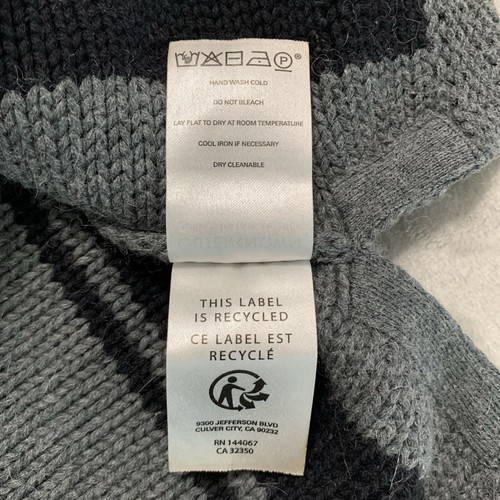 HAND WASH COLD
DO NOT BLEACH
LAY FLAT TO DRY AT ROOM TEMPERATURE
COOL IRON IF NECESSARY
DRY CLEANABLE
THIS LABEL
IS RECYCLED
CE LABEL EST
RECYCLÉ
9300 JEFFERSON BLVD
CULVER CITY, CA 90232
RN 144067
CA 32350